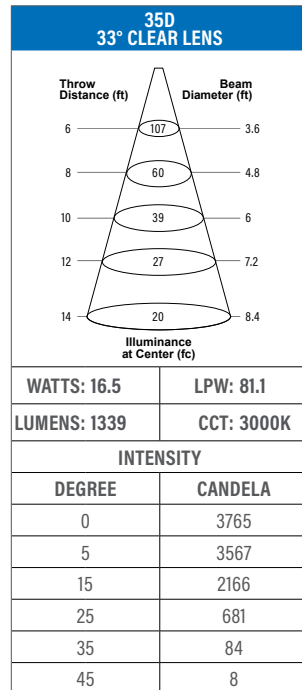 35D
33° CLEAR LENS
Throw Distance (ft)
Beam Diameter (ft)
6 107 3.6
8 60 4.8
10 39 6
12 27 7.2
14 20 8.4
Illuminance
at Center (fc)
WATTS: 16.5 LPW: 81.1
LUMENS: 1339 CCT: 3000K
INTENSITY
DEGREE CANDELA
0 3765
5 3567
15 2166
25 681
35 84
45 8